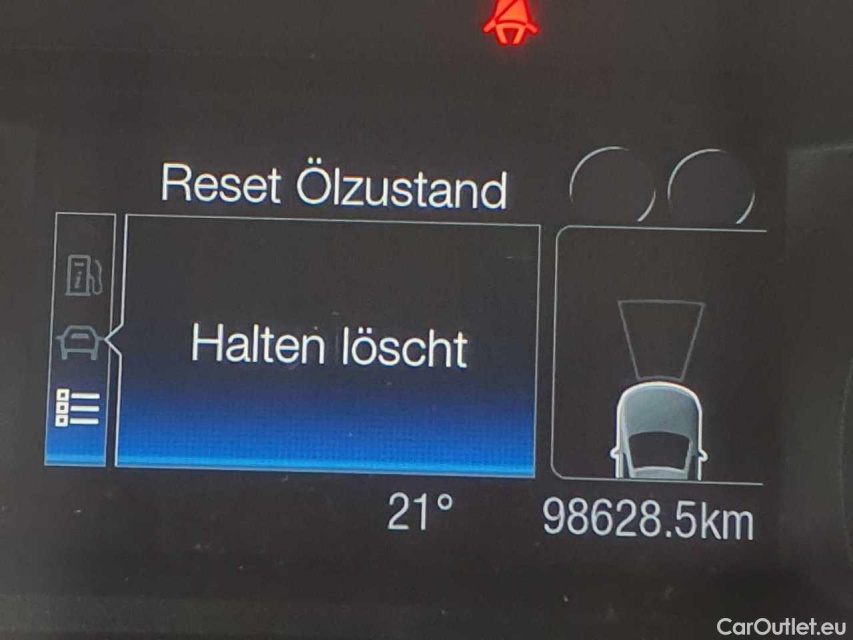 Reset Ölzustand
Halten löscht
21° 98628.5km
CarOutlet.eu